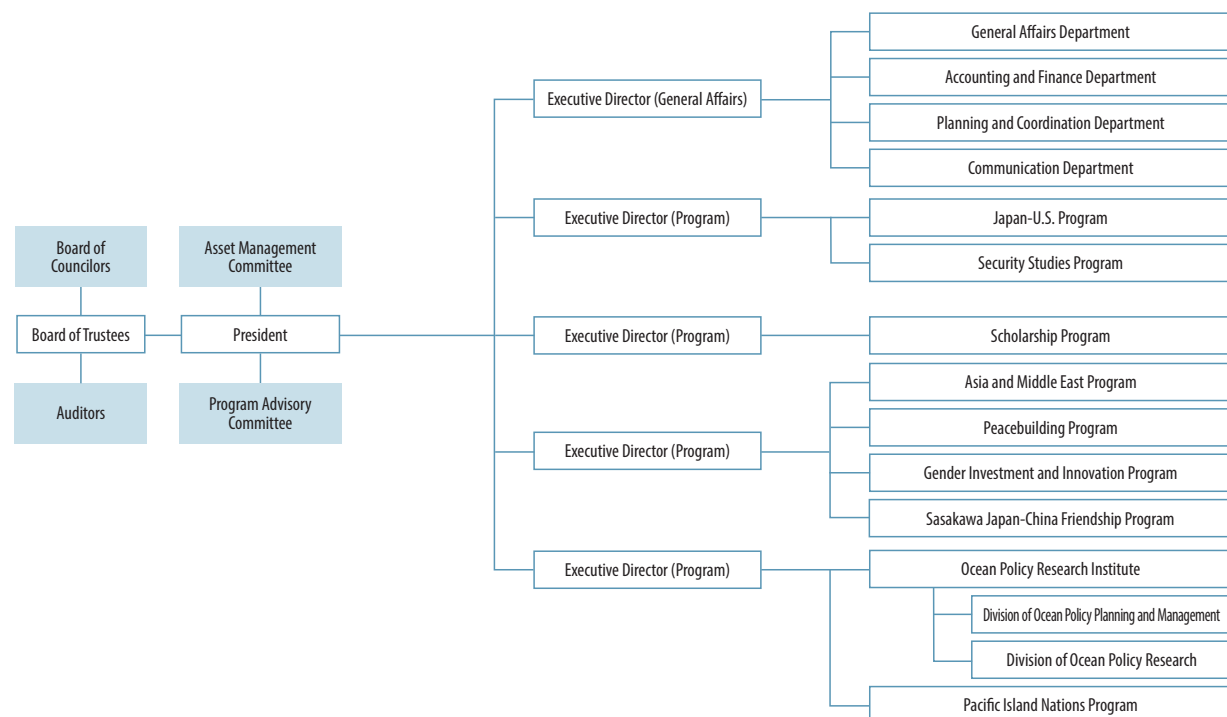 Board of
Councilors
Board of Trustees
Auditors
Asset Management
Committee
President
Program Advisory
Committee
Executive Director (General Affairs)
General Affairs Department
Accounting and Finance Department
Planning and Coordination Department
Communication Department
Executive Director (Program)
Japan-U.S. Program
Security Studies Program
Executive Director (Program)
Scholarship Program
Executive Director (Program)
Asia and Middle East Program
Peacebuilding Program
Gender Investment and Innovation Program
Sasakawa Japan-China Friendship Program
Executive Director (Program)
Ocean Policy Research Institute
Division of Ocean Policy Planning and Management
Division of Ocean Policy Research
Pacific Island Nations Program